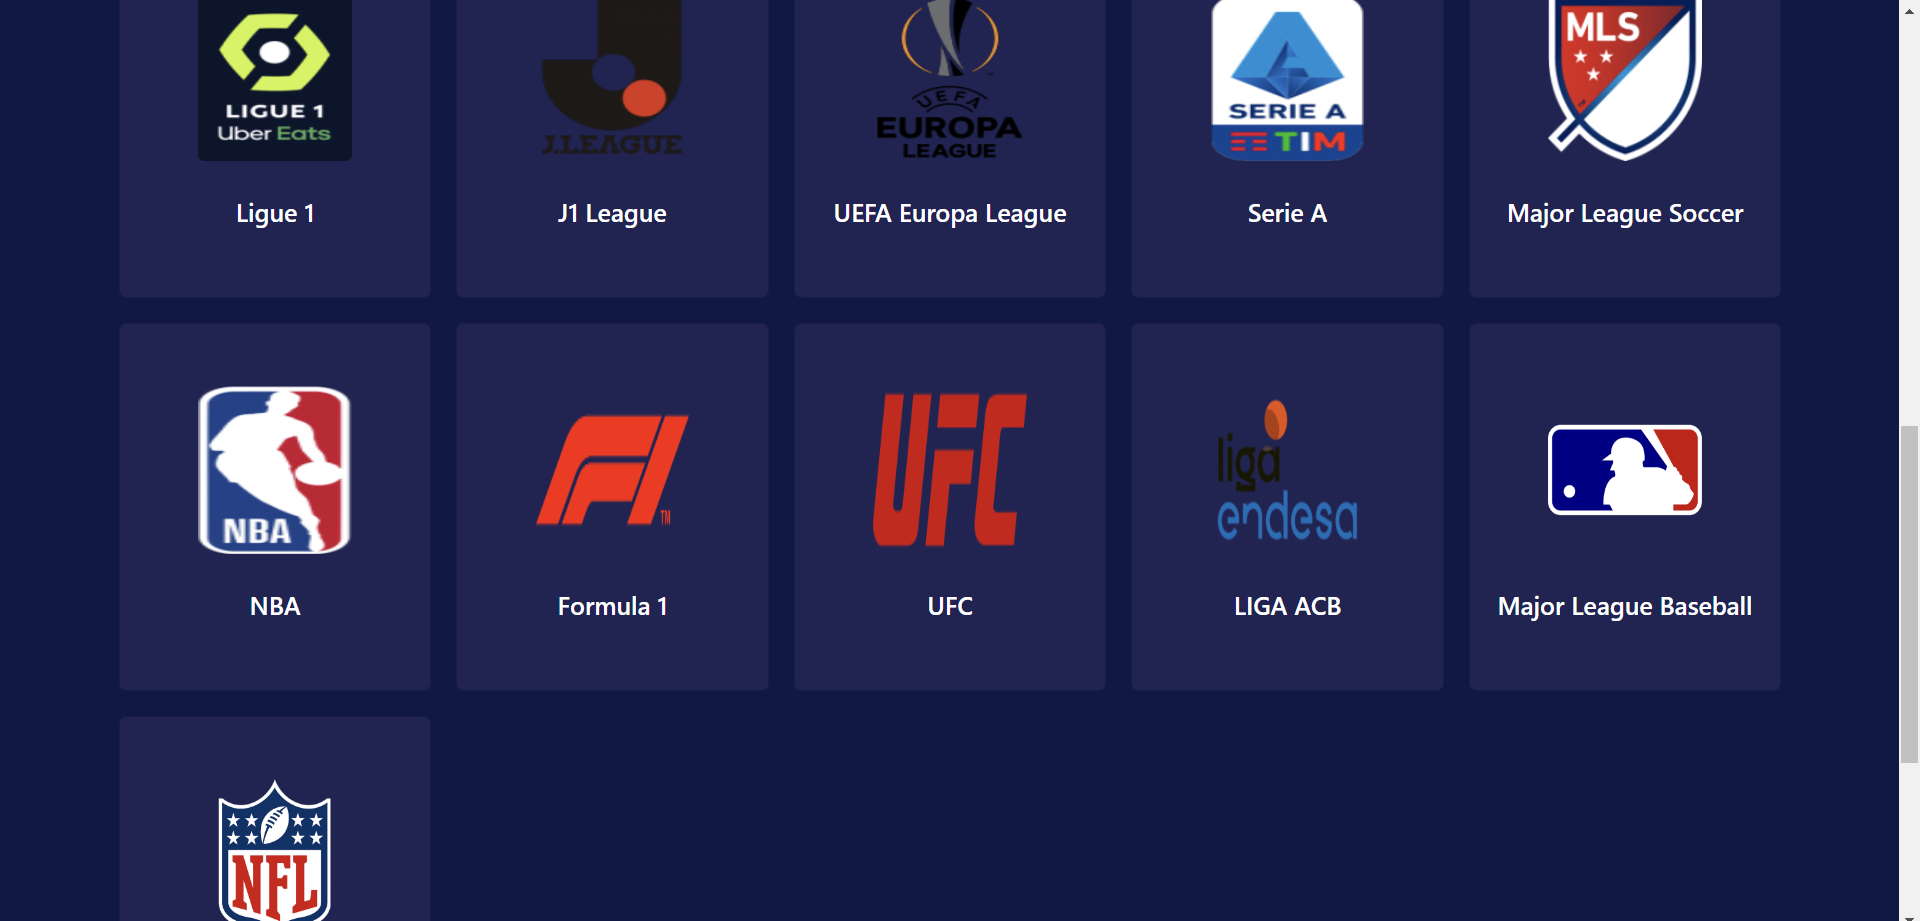 LIGUE 1
Uber Eats
J.LEAGUE
UEFA
EUROPA
LEAGUE
SERIE A
TIM
MLS
Ligue 1
J1 League
UEFA Europa League
Serie A
Major League Soccer
NBA
F1
TM
UFC
liga
endesa
NBA
Formula 1
UFC
LIGA ACB
Major League Baseball
NFL